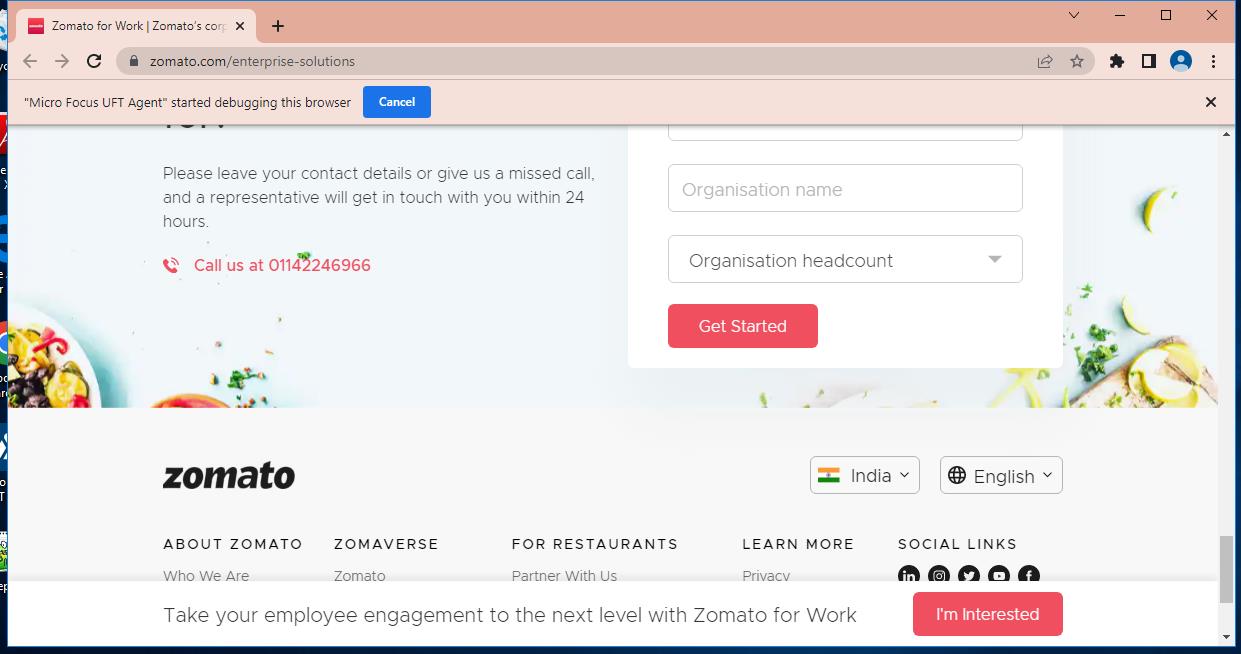 Zomato for Work | Zomato's corp
zomato.com/enterprise-solutions
"Micro Focus UFT Agent" started debugging this browser
Cancel
Please leave your contact details or give us a missed call,
and a representative will get in touch with you within 24
hours.
Call us at 01142246966
Organisation name
Organisation headcount
Get Started
zomato
India
English
ABOUT ZOMATO
ZOMAVERSE
FOR RESTAURANTS
LEARN MORE
SOCIAL LINKS
Who We Are
Zomato
Partner With Us
Privacy
Take your employee engagement to the next level with Zomato for Work
I'm Interested